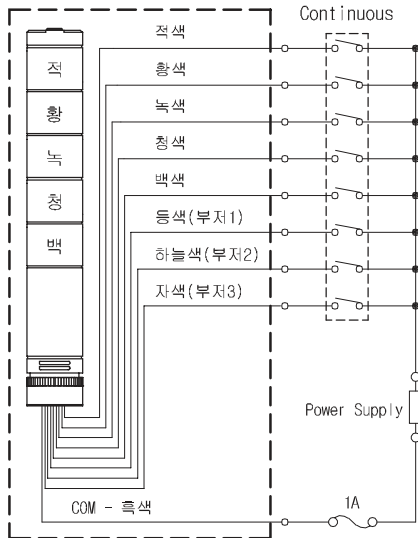 Continuous
적색
적
황색
황
녹색
녹
청색
청
백색
백
등색(부저1)
하늘색(부저2)
자색(부저3)
Power Supply
1A
COM - 흑색